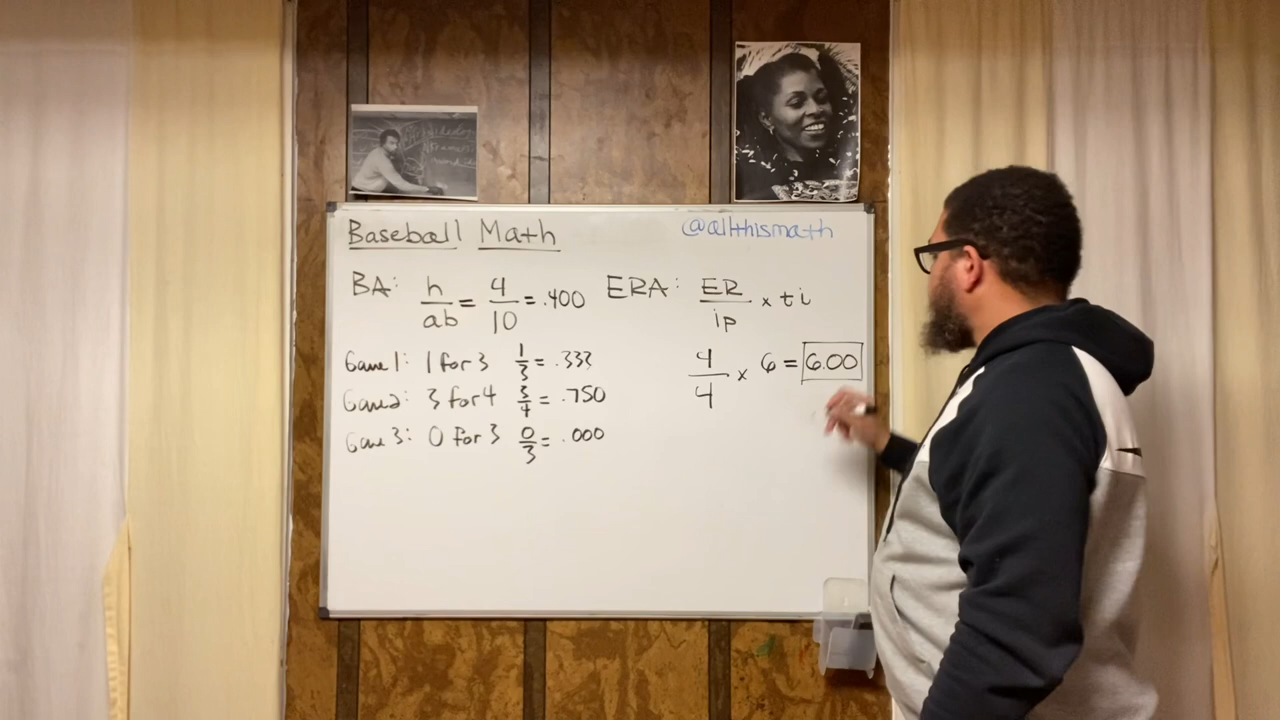 Baseball Math
@allthismath
BA: h/ab = 4/10 = .400
Game 1: 1 for 3 1/3 = .333
Game 2: 3 for 4 3/4 = .750
Game 3: 0 for 3 0/3 = .000
ERA: ER/ip x ti
4/4 x 6 = 6.00